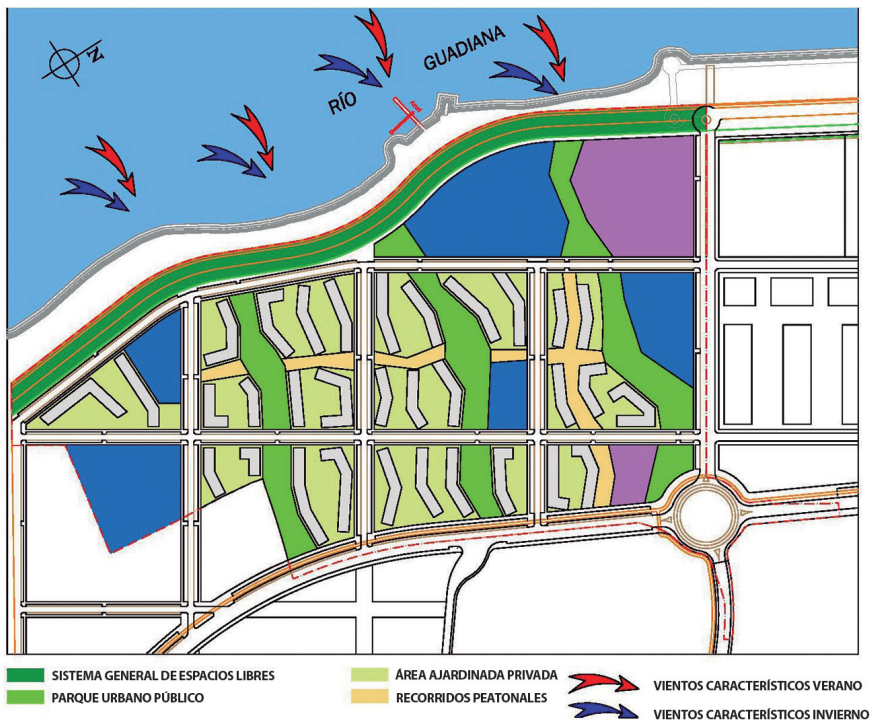 N
RÍO
GUADIANA
SISTEMA GENERAL DE ESPACIOS LIBRES
PARQUE URBANO PÚBLICO
ÁREA AJARDINADA PRIVADA
RECORRIDOS PEATONALES
VIENTOS CARACTERÍSTICOS VERANO
VIENTOS CARACTERÍSTICOS INVIERNO